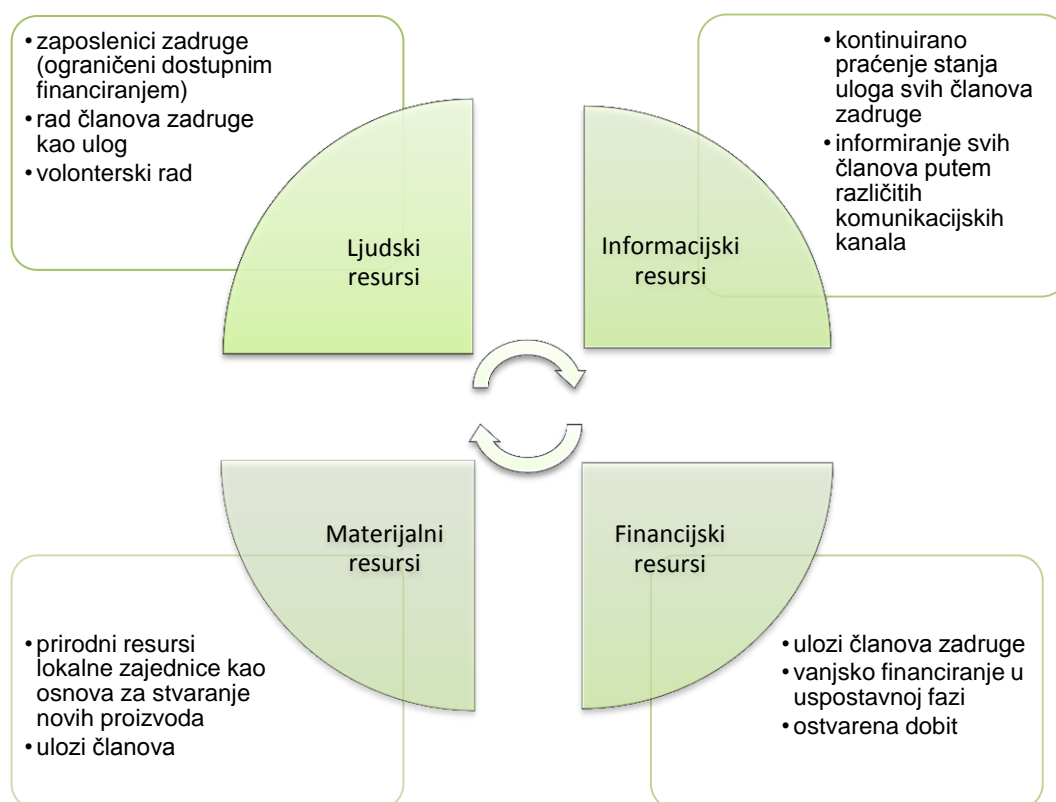 • zaposlenici zadruge
(ograničeni dostupnim
financiranjem)
• rad članova zadruge
kao ulog
• volonterski rad
• kontinuirano
praćenje stanja
uloga svih članova
zadruge
• informiranje svih
članova putem
različitih
komunikacijskih
kanala
Ljudski
resursi
Informacijski
resursi
Materijalni
resursi
Financijski
resursi
• prirodni resursi
lokalne zajednice kao
osnova za stvaranje
novih proizvoda
• ulozi članova
• ulozi članova zadruge
• vanjsko financiranje u
uspostavnoj fazi
• ostvarena dobit